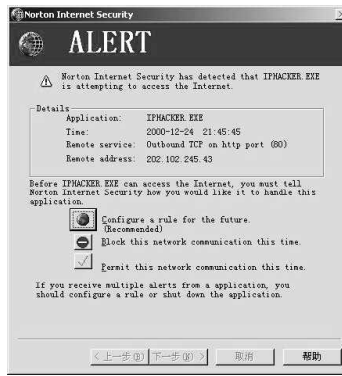 Norton Internet Security
ALERT
Norton Internet Security has detected that IPHACKER.EXE
is attempting to access the Internet.
Details
Application: IPHACKER.EXE
Time: 2000-12-24 21:45:45
Remote service: Outbound TCP on http port (80)
Remote address: 202.102.245.43
Before IPHACKER.EXE can access the Internet, you must tell
Norton Internet Security how you would like it to handle this
application.
Configure a rule for the future.
(Recommended)
Block this network communication this time.
Permit this network communication this time.
If you receive multiple alerts from a application, you
should configure a rule or shut down the application.
<上一步(B) 下一步(N)> 取消 帮助